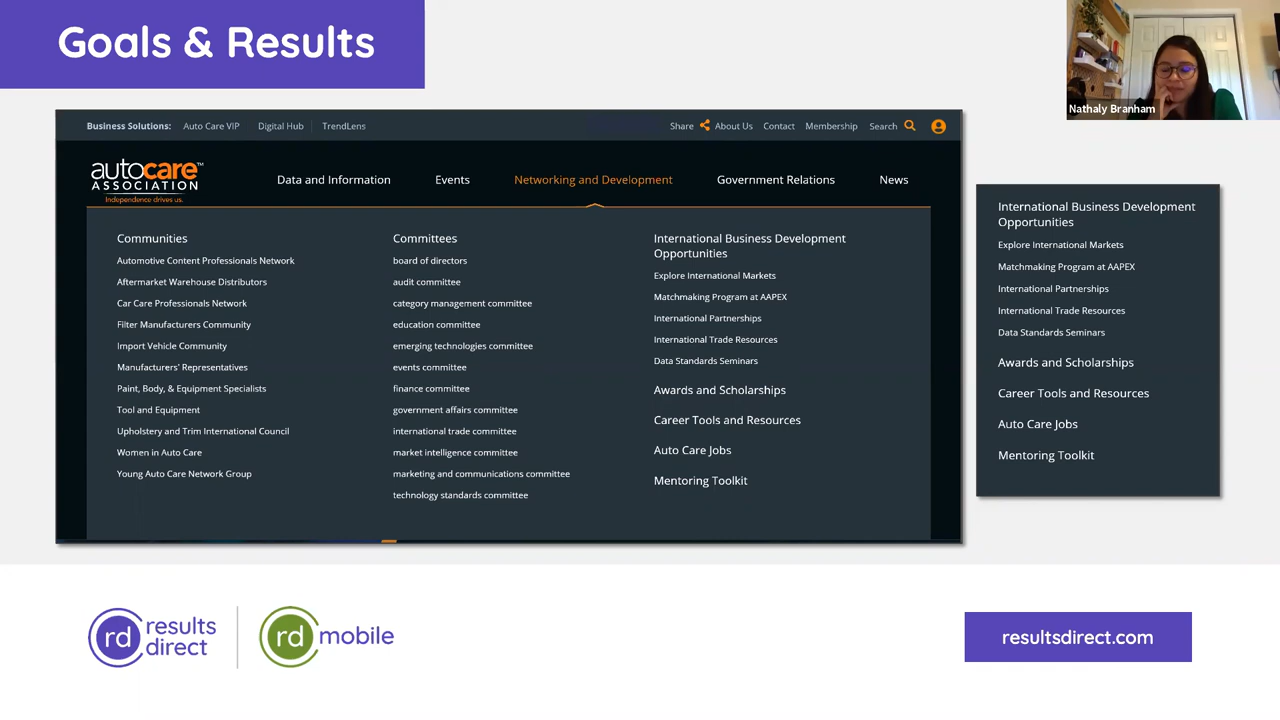 Goals & Results
Nathaly Branham
Business Solutions: Auto Care VIP Digital Hub TrendLens Share About Us Contact Membership Search
autocare™
ASSOCIATION
Independence drives us.
Data and Information Events Networking and Development Government Relations News
Communities
Automotive Content Professionals Network
Aftermarket Warehouse Distributors
Car Care Professionals Network
Filter Manufacturers Community
Import Vehicle Community
Manufacturers' Representatives
Paint, Body, & Equipment Specialists
Tool and Equipment
Upholstery and Trim International Council
Women in Auto Care
Young Auto Care Network Group
Committees
board of directors
audit committee
category management committee
education committee
emerging technologies committee
events committee
finance committee
government affairs committee
international trade committee
market intelligence committee
marketing and communications committee
technology standards committee
International Business Development
Opportunities
Explore International Markets
Matchmaking Program at AAPEX
International Partnerships
International Trade Resources
Data Standards Seminars
Awards and Scholarships
Career Tools and Resources
Auto Care Jobs
Mentoring Toolkit
International Business Development
Opportunities
Explore International Markets
Matchmaking Program at AAPEX
International Partnerships
International Trade Resources
Data Standards Seminars
Awards and Scholarships
Career Tools and Resources
Auto Care Jobs
Mentoring Toolkit
rd results
direct
rd mobile
resultsdirect.com